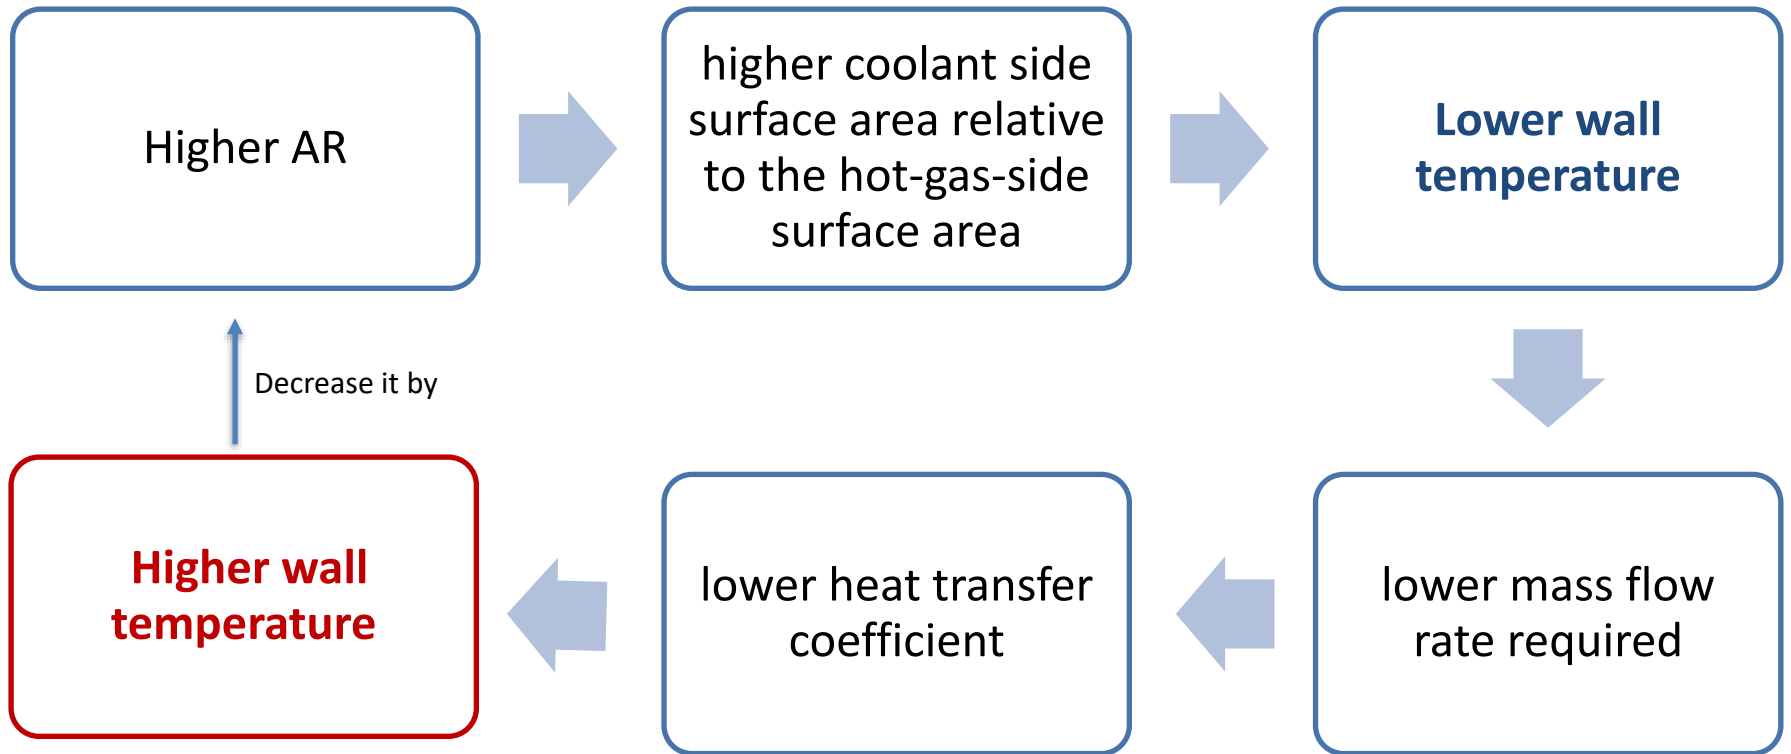 Higher AR
higher coolant side
surface area relative
to the hot-gas-side
surface area
Lower wall
temperature
Decrease it by
Higher wall
temperature
lower heat transfer
coefficient
lower mass flow
rate required